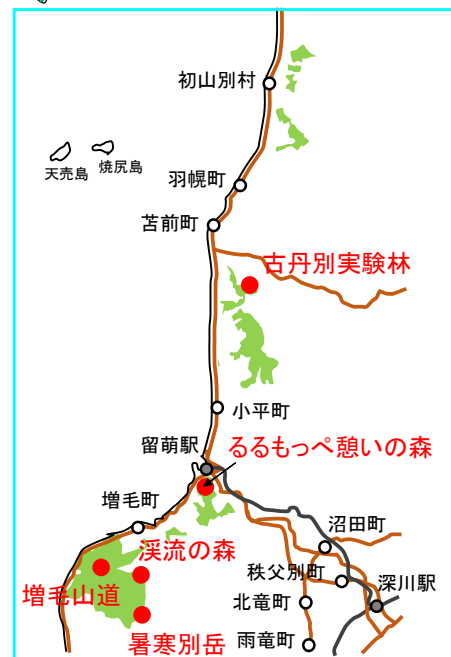 初山別村
天売島
焼尻島
羽幌町
苫前町
古丹別実験林
小平町
留萌駅
るるもっぺ憩いの森
増毛町
沼田町
渓流の森
秩父別町
深川駅
増毛山道
北竜町
暑寒別岳
雨竜町